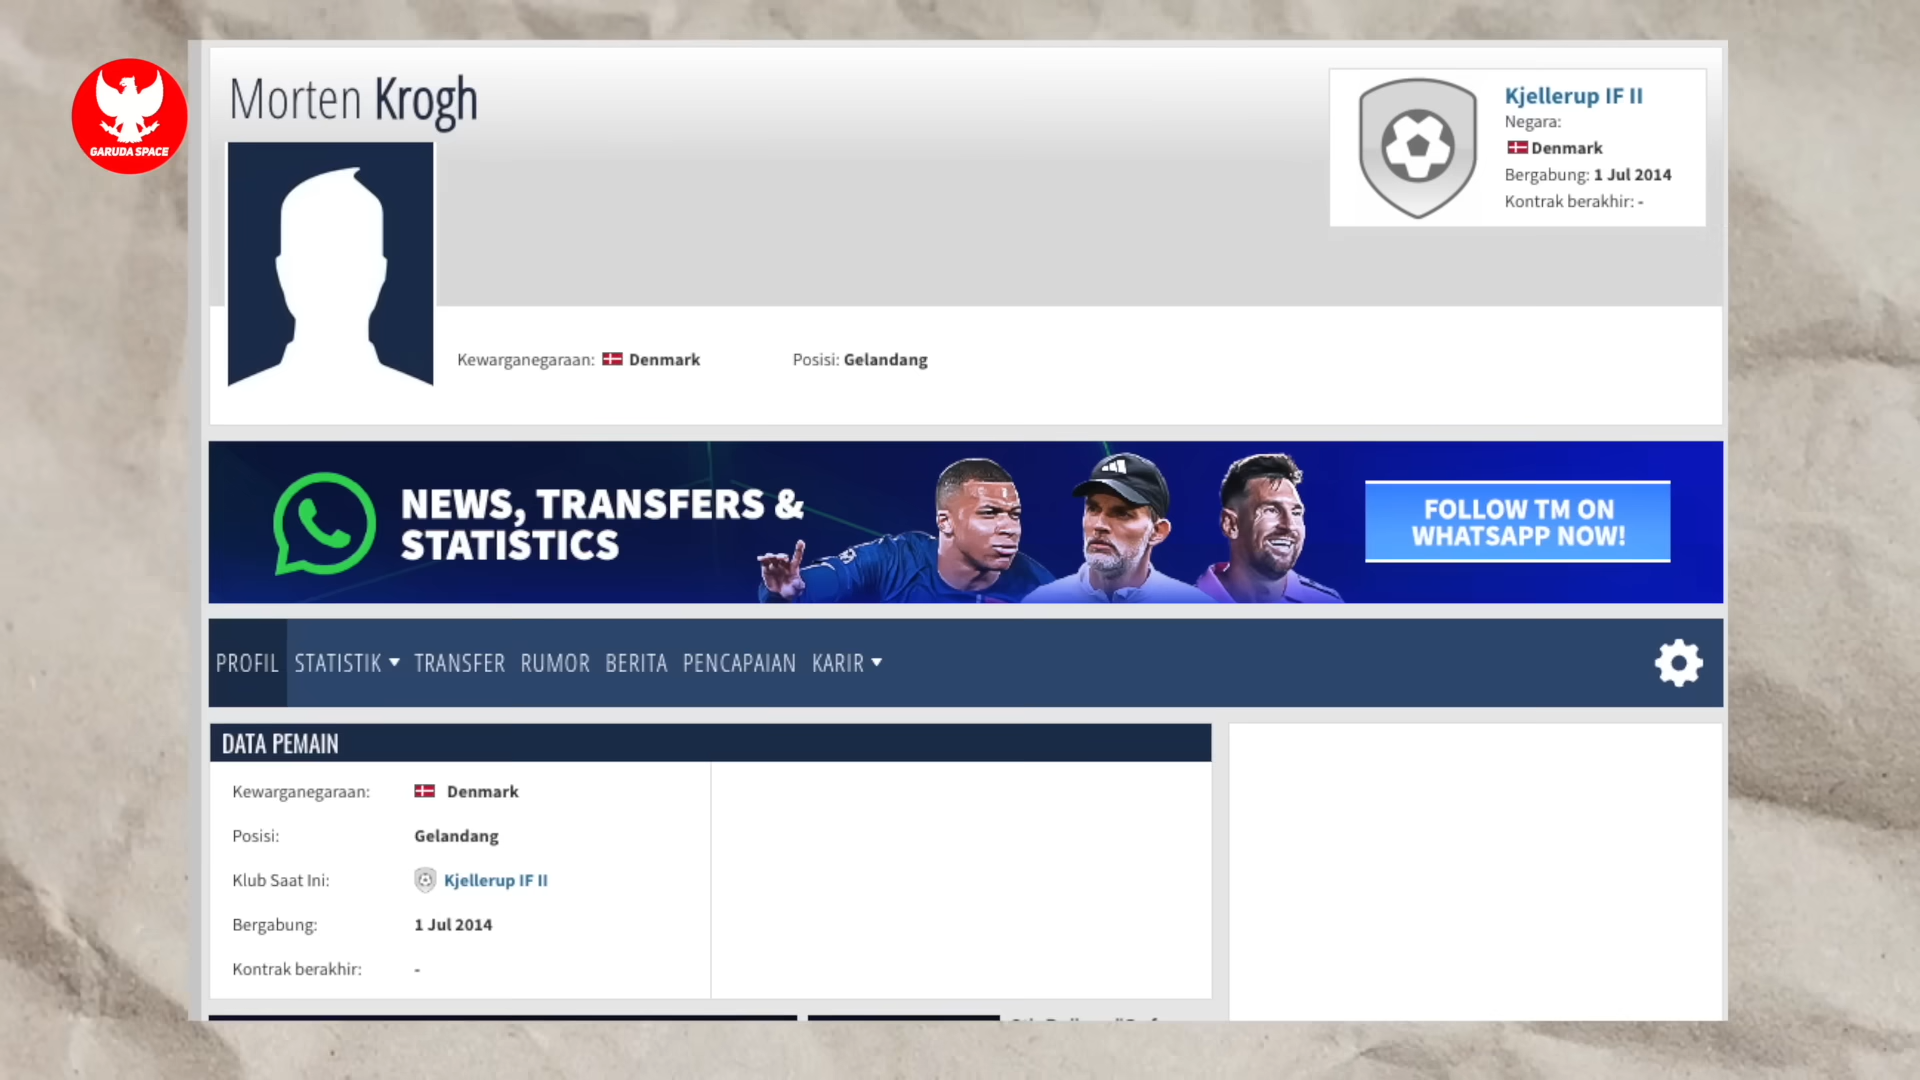 GARUDA SPACE
Morten Krogh
Kjellerup IF II
Negara:
Denmark
Bergabung: 1 Jul 2014
Kontrak berakhir: -
Kewarganegaraan: Denmark
Posisi: Gelandang
NEWS, TRANSFERS &
STATISTICS
FOLLOW TM ON
WHATSAPP NOW!
PROFIL STATISTIK TRANSFER RUMOR BERITA PENCAPAIAN KARIR
DATA PEMAIN
Kewarganegaraan: Denmark
Posisi: Gelandang
Klub Saat Ini: Kjellerup IF II
Bergabung: 1 Jul 2014
Kontrak berakhir: -